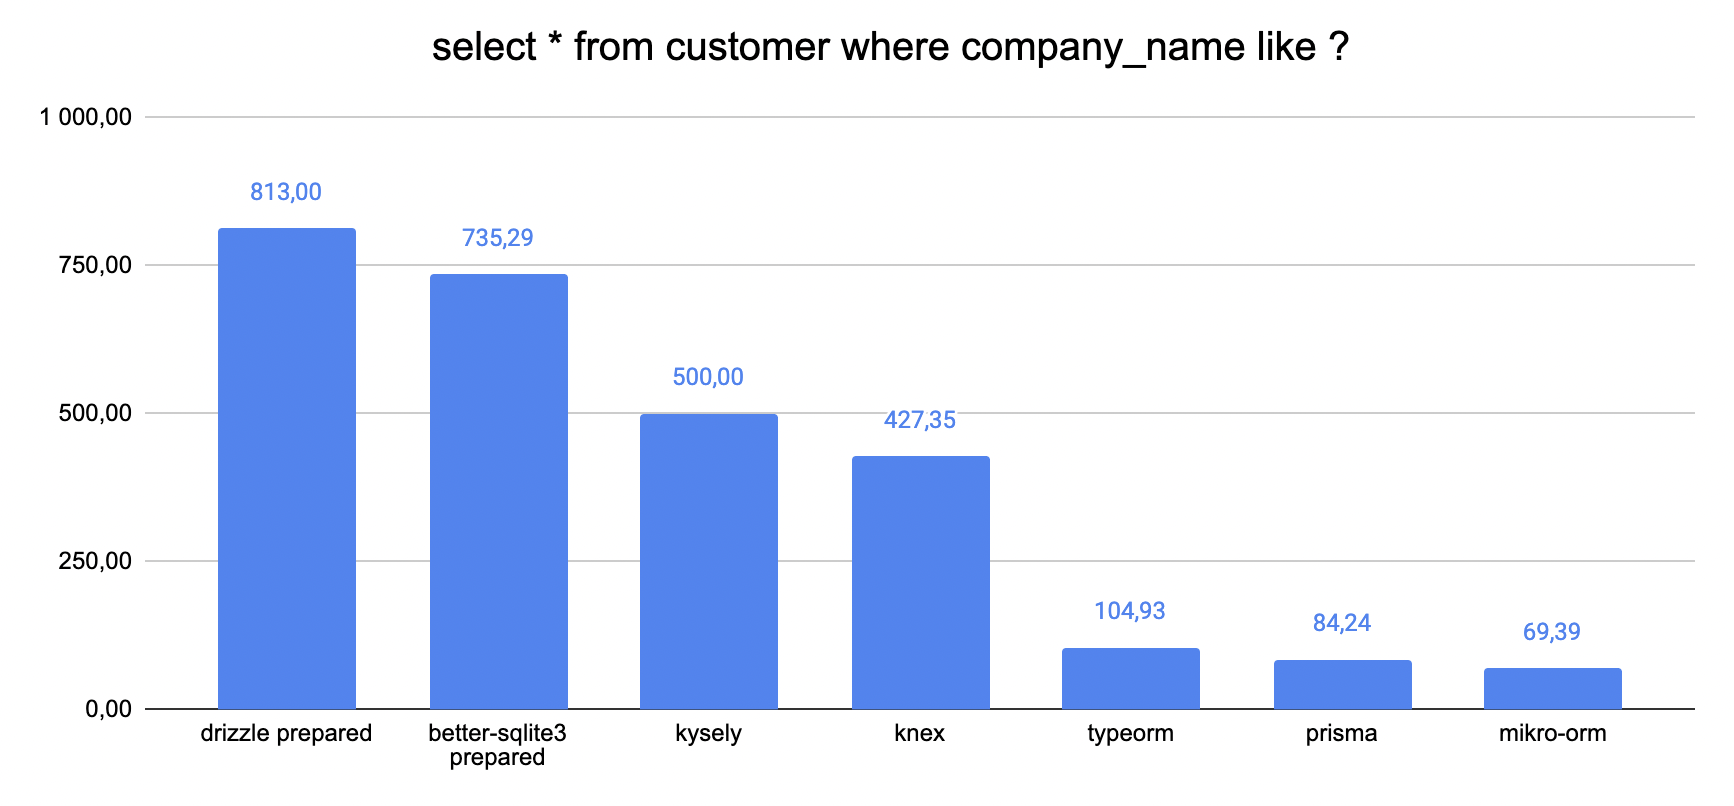 select * from customer where company_name like ?
1 000,00
750,00
500,00
250,00
0,00
813,00
735,29
500,00
427,35
104,93
84,24
69,39
drizzle prepared
better-sqlite3
prepared
kysely
knex
typeorm
prisma
mikro-orm